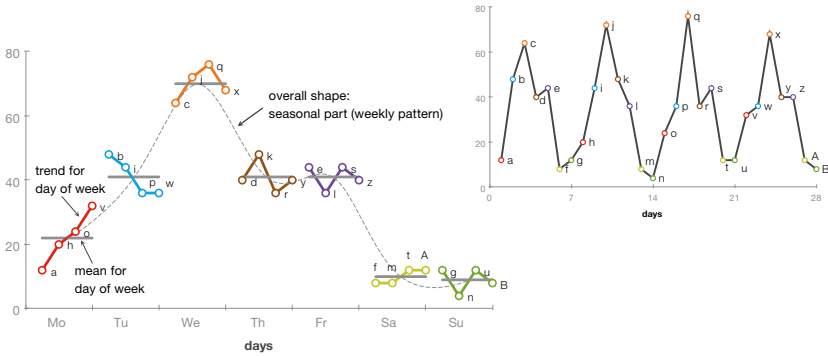 80
60
40
20
0
Mo
Tu
We
Th
Fr
Sa
Su
days
trend for
day of week
mean for
day of week
overall shape:
seasonal part (weekly pattern)
a
h
o
v
b
i
p
w
c
j
q
x
d
k
r
y
e
l
s
z
f
m
t
A
g
n
u
B
80
60
40
20
0
0
7
14
21
28
days
a
b
c
d
e
f
g
h
i
j
k
l
m
n
o
p
q
r
s
t
u
v
w
x
y
z
A
B